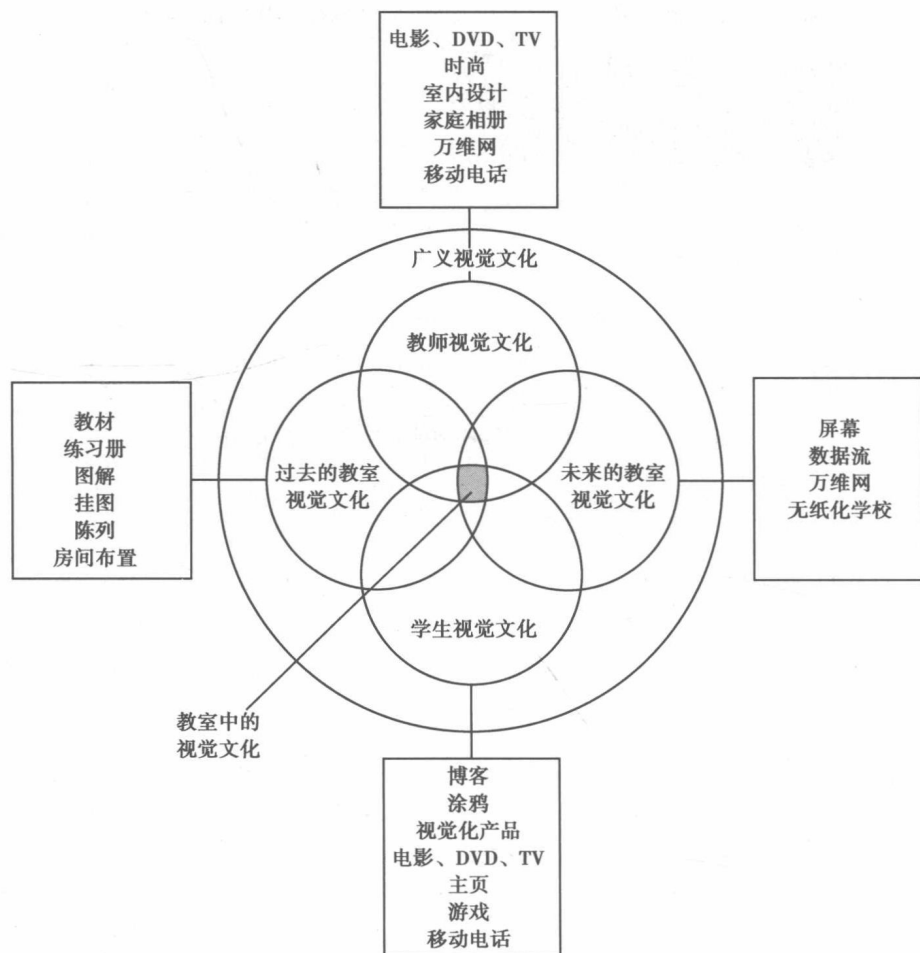 电影、DVD、TV
时尚
室内设计
家庭相册
万维网
移动电话
广义视觉文化
教师视觉文化
教材
练习册
图解
挂图
陈列
房间布置
过去的教室
视觉文化
未来的教室
视觉文化
屏幕
数据流
万维网
无纸化学校
学生视觉文化
教室中的
视觉文化
博客
涂鸦
视觉化产品
电影、DVD、TV
主页
游戏
移动电话